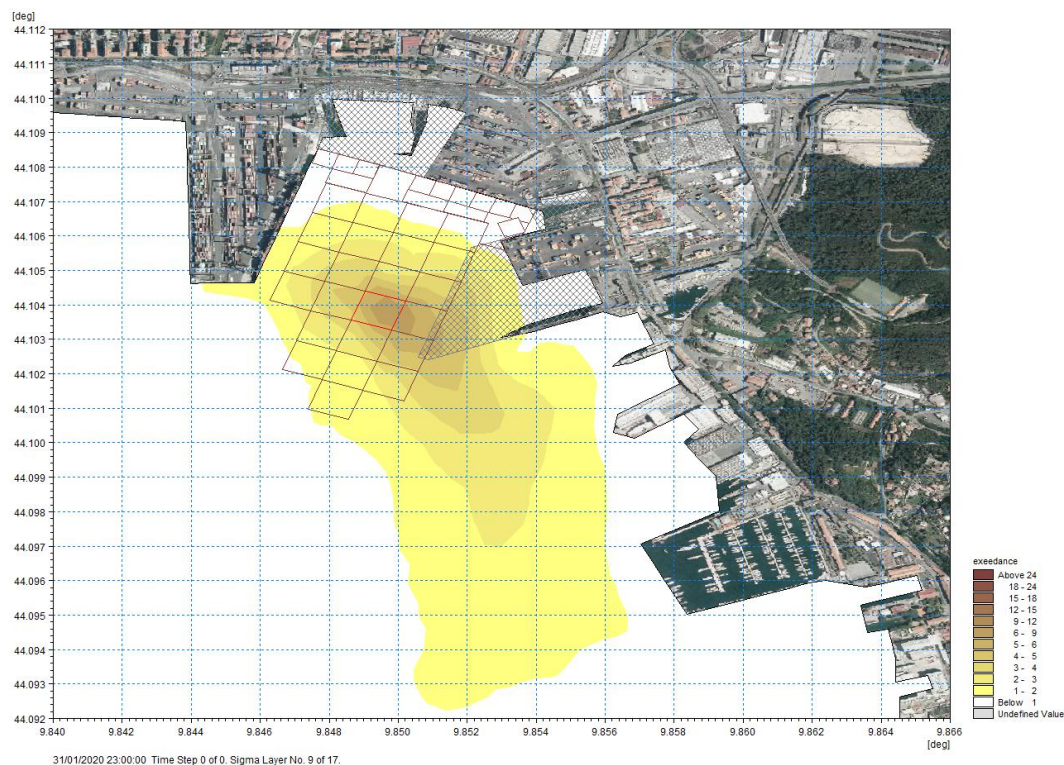 [deg]
44.112
44.111
44.110
44.109
44.108
44.107
44.106
44.105
44.104
44.103
44.102
44.101
44.100
44.099
44.098
44.097
44.096
44.095
44.094
44.093
44.092
9.840 9.842 9.844 9.846 9.848 9.850 9.852 9.854 9.856 9.858 9.860 9.862 9.864 9.866
[deg]
exeedance
Above 24
18 - 24
15 - 18
12 - 15
9 - 12
6 - 9
5 - 6
4 - 5
3 - 4
2 - 3
1 - 2
Below 1
Undefined Value
31/01/2020 23:00:00 Time Step 0 of 0. Sigma Layer No. 9 of 17.